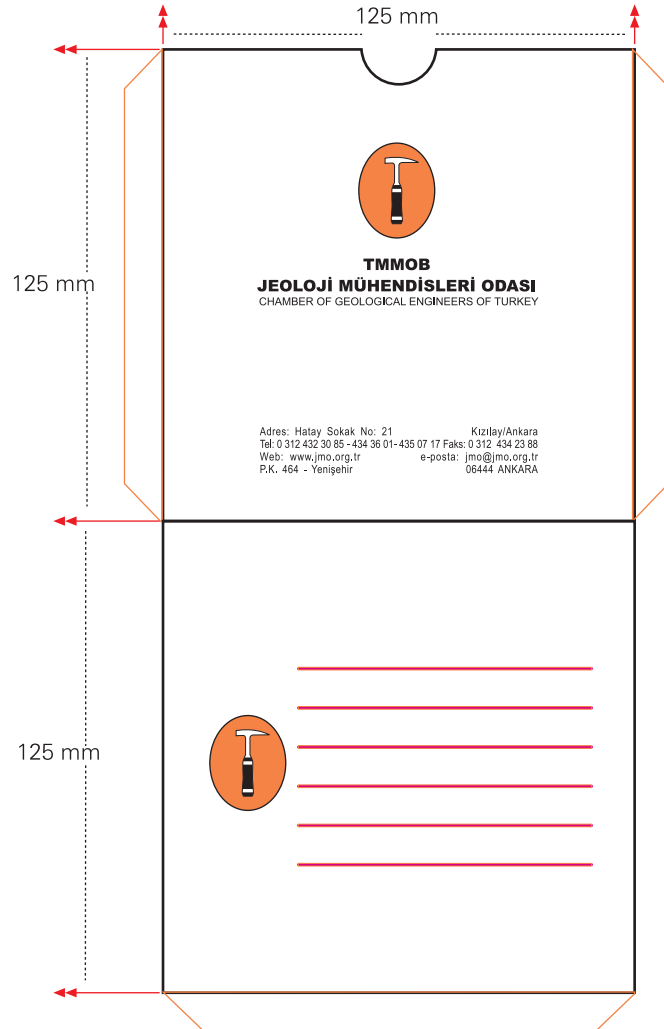 125 mm
125 mm
TMMOB
JEOLOJİ MÜHENDİSLERİ ODASI
CHAMBER OF GEOLOGICAL ENGINEERS OF TURKEY
Adres: Hatay Sokak No: 21 Kızılay/Ankara
Tel: 0 312 432 30 85 - 434 36 01- 435 07 17 Faks: 0 312 434 23 88
Web: www.jmo.org.tr e-posta: jmo@jmo.org.tr
P.K. 464 - Yenişehir 06444 ANKARA
125 mm